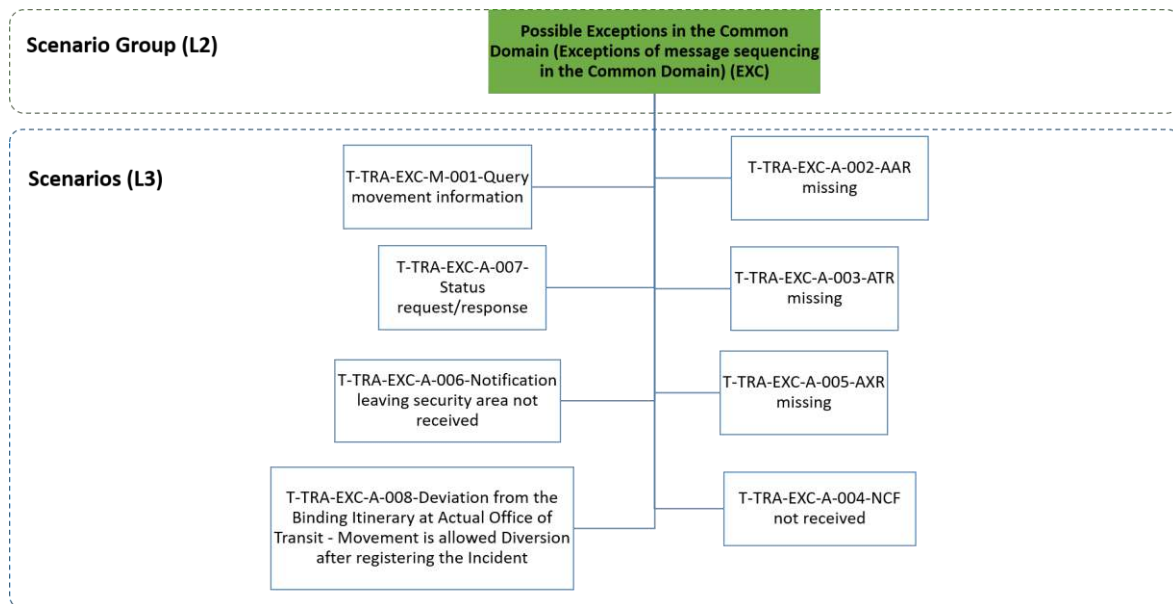 Scenario Group (L2)
Possible Exceptions in the Common
Domain (Exceptions of message sequencing
in the Common Domain) (EXC)
Scenarios (L3)
T-TRA-EXC-M-001-Query
movement information
T-TRA-EXC-A-002-AAR
missing
T-TRA-EXC-A-007-
Status
request/response
T-TRA-EXC-A-003-ATR
missing
T-TRA-EXC-A-006-Notification
leaving security area not
received
T-TRA-EXC-A-005-AXR
missing
T-TRA-EXC-A-008-Deviation from the
Binding Itinerary at Actual Office of
Transit - Movement is allowed Diversion
after registering the Incident
T-TRA-EXC-A-004-NCF
not received